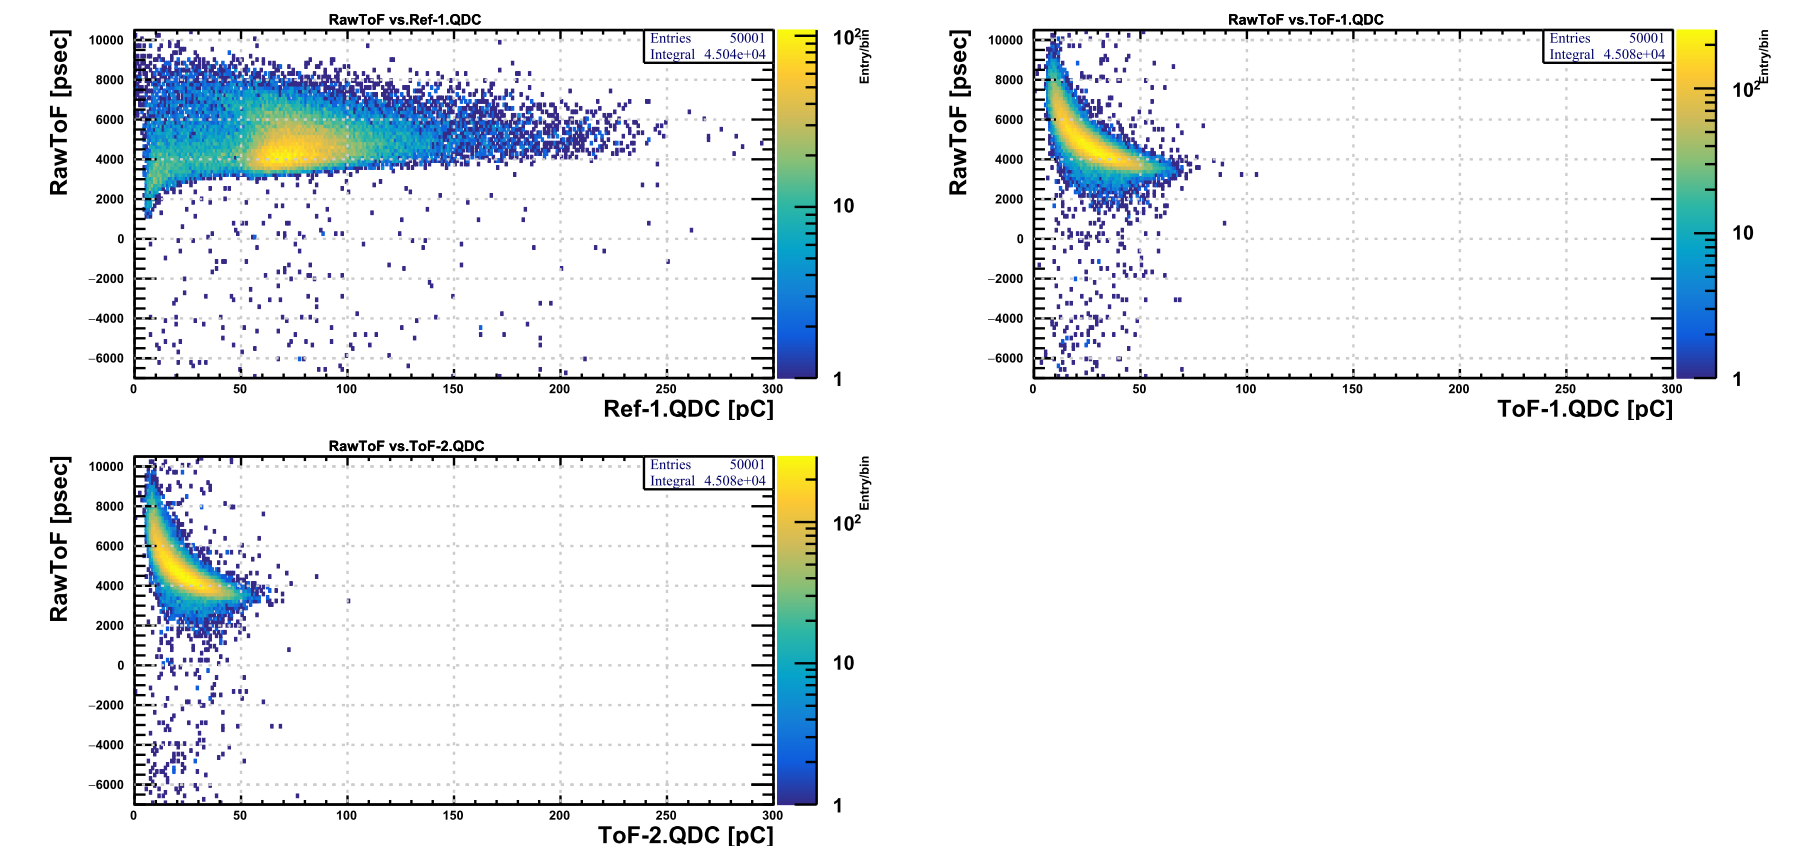 RawToF vs.Ref-1.QDC
RawToF [psec]
10000
8000
6000
4000
2000
0
−2000
−4000
−6000
0 50 100 150 200 250 300
Ref-1.QDC [pC]
Entries 50001
Integral 4.504e+04
Entry/bin
10²
10
1
RawToF vs.ToF-1.QDC
RawToF [psec]
10000
8000
6000
4000
2000
0
−2000
−4000
−6000
0 50 100 150 200 250 300
ToF-1.QDC [pC]
Entries 50001
Integral 4.508e+04
Entry/bin
10²
10
1
RawToF vs.ToF-2.QDC
RawToF [psec]
10000
8000
6000
4000
2000
0
−2000
−4000
−6000
0 50 100 150 200 250 300
ToF-2.QDC [pC]
Entries 50001
Integral 4.508e+04
Entry/bin
10²
10
1